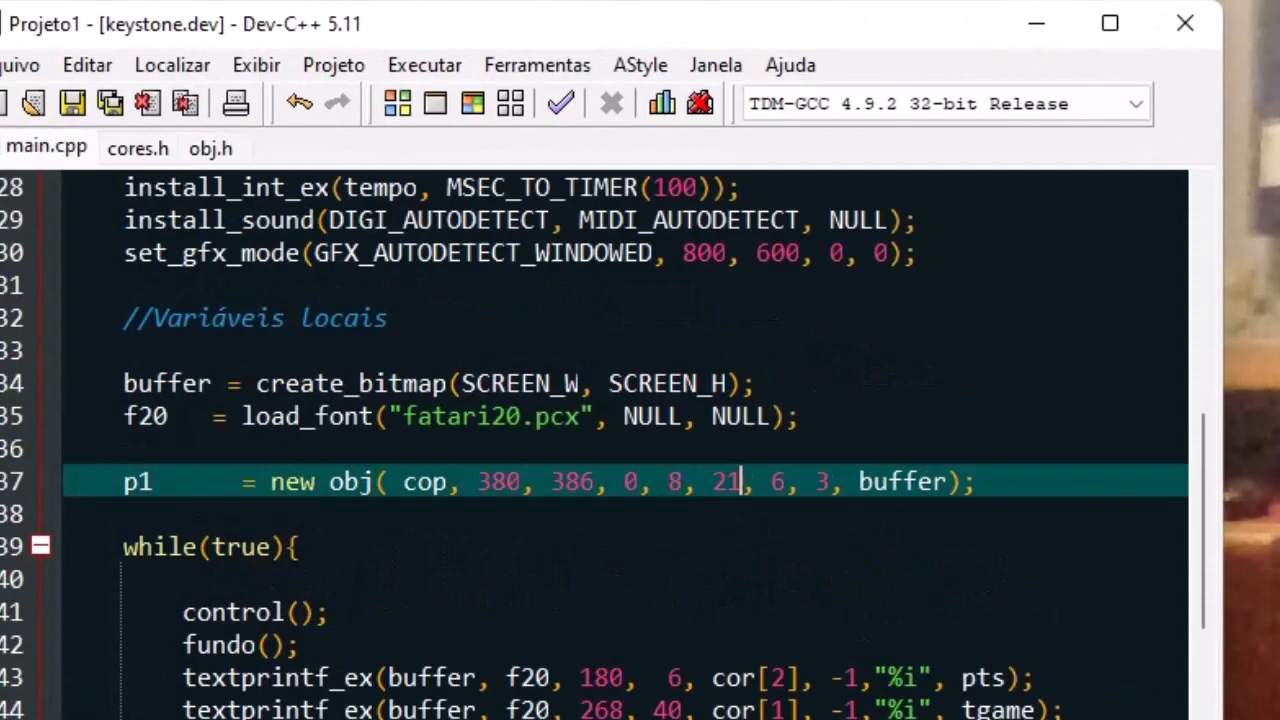 Projeto1 - [keystone.dev] - Dev-C++ 5.11
quivo Editar Localizar Exibir Projeto Executar Ferramentas AStyle Janela Ajuda
TDM-GCC 4.9.2 32-bit Release
main.cpp cores.h obj.h
28 install_int_ex(tempo, MSEC_TO_TIMER(100));
29 install_sound(DIGI_AUTODETECT, MIDI_AUTODETECT, NULL);
30 set_gfx_mode(GFX_AUTODETECT_WINDOWED, 800, 600, 0, 0);
31
32 //Variáveis locais
33
34 buffer = create_bitmap(SCREEN_W, SCREEN_H);
35 f20 = load_font("fatari20.pcx", NULL, NULL);
36
37 p1 = new obj( cop, 380, 386, 0, 8, 21, 6, 3, buffer);
38
39 while(true){
40
41 control();
42 fundo();
43 textprintf_ex(buffer, f20, 180, 6, cor[2], -1,"%i", pts);
44 textprintf_ex(buffer, f20, 268, 40, cor[1], -1,"%i", tgame);